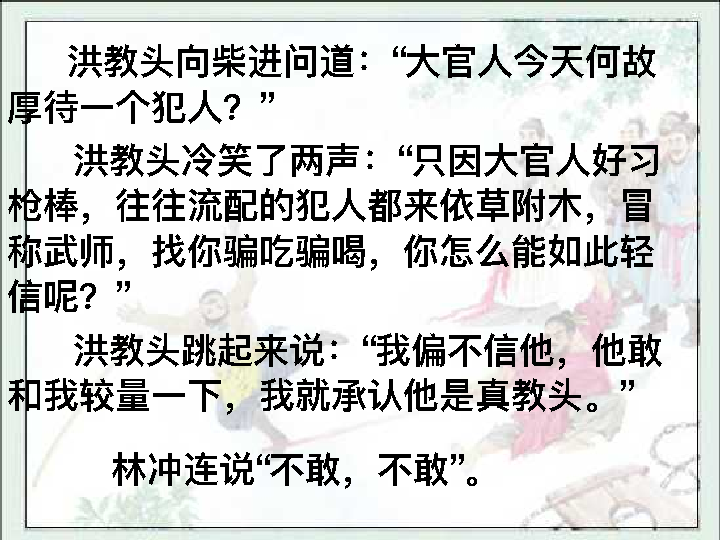 洪教头向柴进问道：“大官人今天何故
厚待一个犯人？”
洪教头冷笑了两声：“只因大官人好习
枪棒，往往流配的犯人都来依草附木，冒
称武师，找你骗吃骗喝，你怎么能如此轻
信呢？”
洪教头跳起来说：“我偏不信他，他敢
和我较量一下，我就承认他是真教头。”
林冲连说“不敢，不敢”。